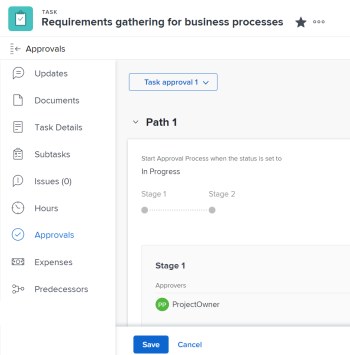 TASK
Requirements gathering for business processes
Approvals
Updates
Documents
Task Details
Subtasks
Issues (0)
Hours
Approvals
Expenses
Predecessors
Task approval 1
Path 1
Start Approval Process when the status is set to
In Progress
Stage 1 Stage 2
Stage 1
Approvers
PP ProjectOwner
Save Cancel